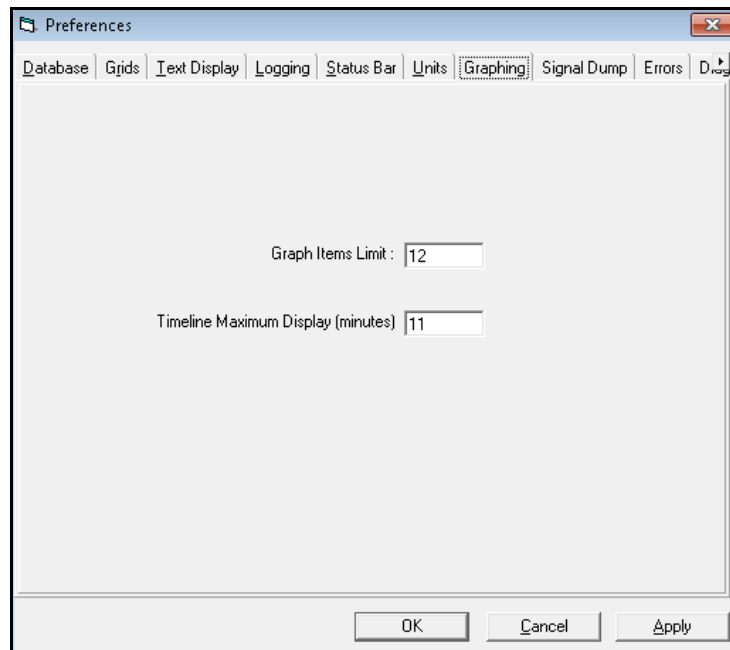 Preferences
Database Grids Text Display Logging Status Bar Units Graphing Signal Dump Errors
Graph Items Limit : 12
Timeline Maximum Display (minutes) 11
OK Cancel Apply